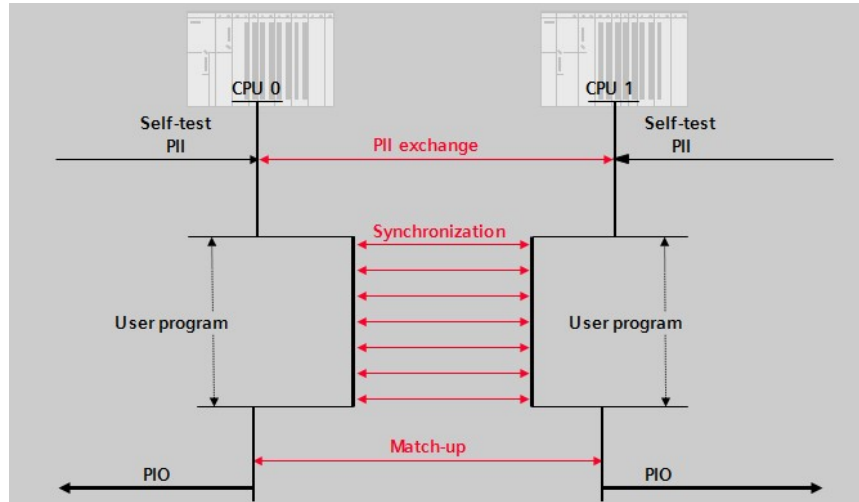 CPU 0
CPU 1
Self-test
PII
PII exchange
Self-test
PII
Synchronization
User program
User program
Match-up
PIO
PIO